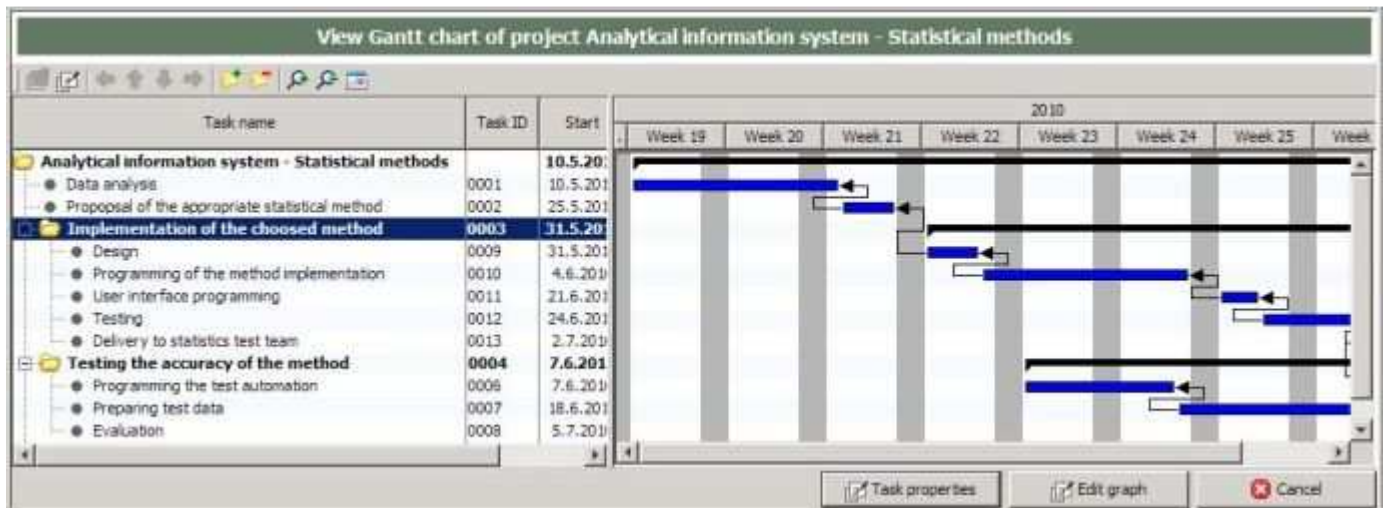 View Gantt chart of project Analytical information system - Statistical methods
Task name Task ID Start 2010
Week 19 Week 20 Week 21 Week 22 Week 23 Week 24 Week 25 Week
Analytical information system - Statistical methods 10.5.20
Data analysis 0001 10.5.201
Propopsal of the appropriate statistical method 0002 25.5.201
Implementation of the choosed method 0003 31.5.20
Design 0009 31.5.201
Programming of the method implementation 0010 4.6.201
User interface programming 0011 21.6.201
Testing 0012 24.6.201
Delivery to statistics test team 0013 2.7.201
Testing the accuracy of the method 0004 7.6.201
Programming the test automation 0006 7.6.201
Preparing test data 0007 18.6.201
Evaluation 0008 5.7.201
Task properties Edit graph Cancel